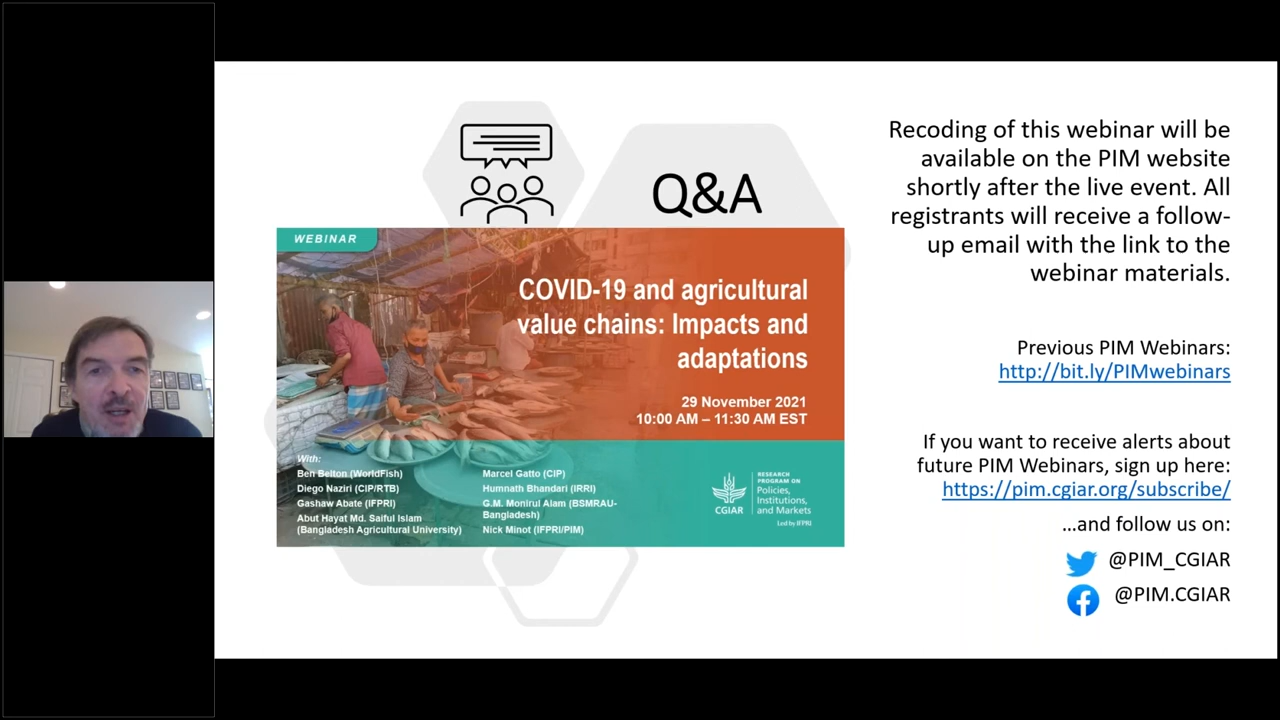 Q&A
WEBINAR
COVID-19 and agricultural
value chains: Impacts and
adaptations
29 November 2021
10:00 AM – 11:30 AM EST
With:
Ben Belton (WorldFish)
Diego Naziri (CIP/RTB)
Gashaw Abate (IFPRI)
Abut Hayat Md. Saiful Islam
(Bangladesh Agricultural University)
Marcel Gatto (CIP)
Humnath Bhandari (IRRI)
G.M. Monirul Alam (BSMRAU-
Bangladesh)
Nick Minot (IFPRI/PIM)
CGIAR
RESEARCH
PROGRAM ON
Policies,
Institutions,
and Markets
Led by IFPRI
Recoding of this webinar will be
available on the PIM website
shortly after the live event. All
registrants will receive a follow-
up email with the link to the
webinar materials.
Previous PIM Webinars:
http://bit.ly/PIMwebinars
If you want to receive alerts about
future PIM Webinars, sign up here:
https://pim.cgiar.org/subscribe/
…and follow us on:
@PIM_CGIAR
@PIM.CGIAR